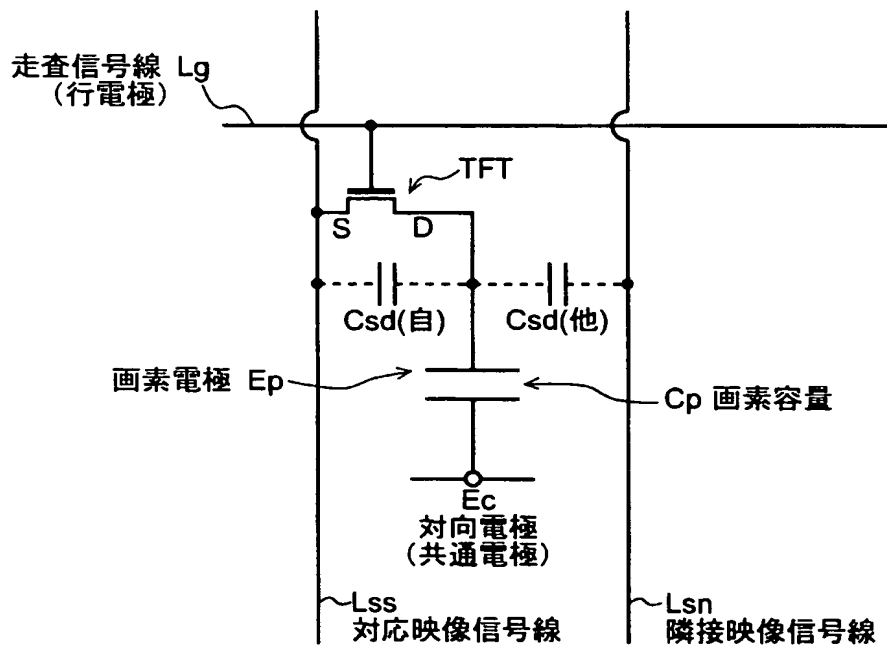 走査信号線 Lg
(行電極)
TFT
S
D
Csd(自)
Csd(他)
画素電極 Ep
Cp 画素容量
Ec
対向電極
(共通電極)
Lss
対応映像信号線
Lsn
隣接映像信号線